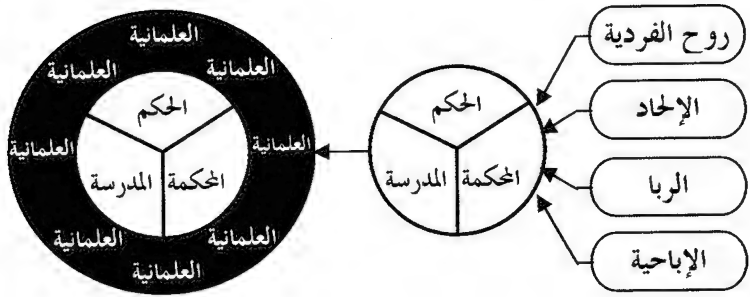 روح الفردية
الإلحاد
الربا
الإباحية
الحكم
المحكمة
المدرسة
العلمانية
العلمانية
العلمانية
العلمانية
العلمانية
العلمانية
العلمانية
العلمانية
الحكم
المحكمة
المدرسة